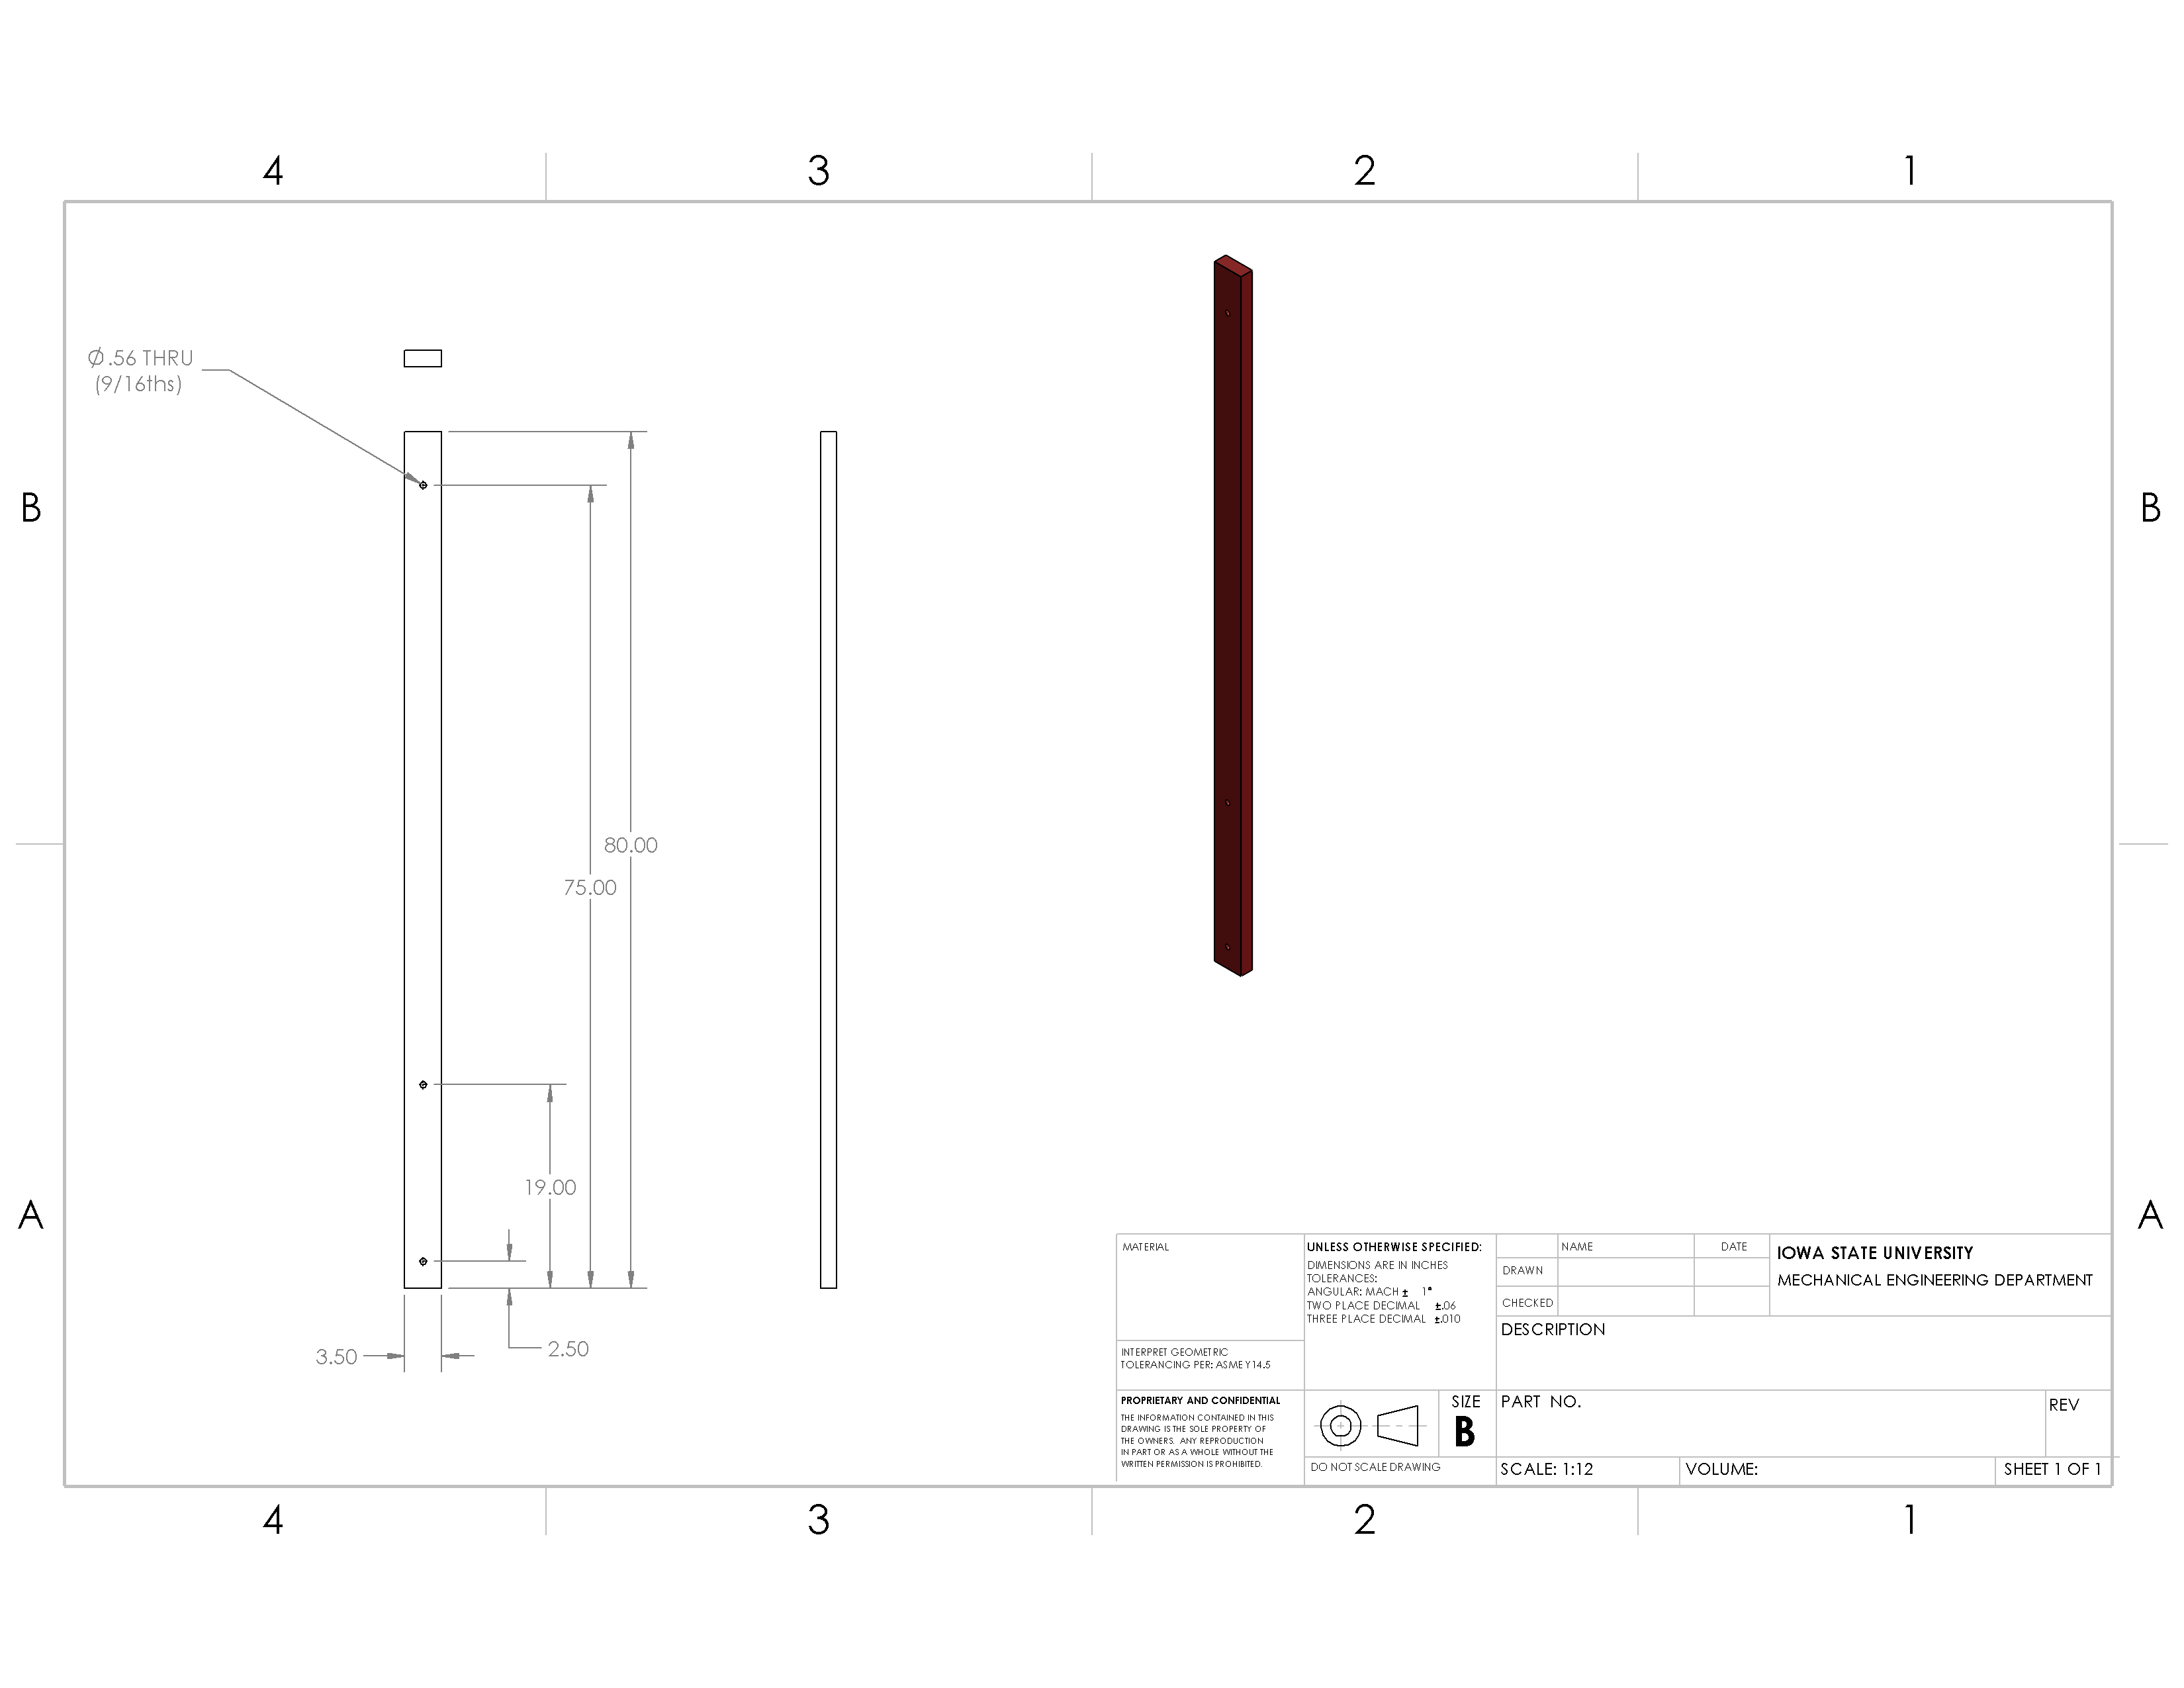 4 3 2 1
Ø.56 THRU
(9/16ths)
B B
80.00
75.00
19.00
A A
2.50
3.50
MATERIAL
INTERPRET GEOMETRIC
TOLERANCING PER: ASME Y14.5
PROPRIETARY AND CONFIDENTIAL
THE INFORMATION CONTAINED IN THIS
DRAWING IS THE SOLE PROPERTY OF
THE OWNERS. ANY REPRODUCTION
IN PART OR AS A WHOLE WITHOUT THE
WRITTEN PERMISSION IS PROHIBITED.
UNLESS OTHERWISE SPECIFIED:
DIMENSIONS ARE IN INCHES
TOLERANCES:
ANGULAR: MACH ± 1°
TWO PLACE DECIMAL ±.06
THREE PLACE DECIMAL ±.010
SIZE
B
DO NOT SCALE DRAWING
NAME DATE
DRAWN
CHECKED
IOWA STATE UNIVERSITY
MECHANICAL ENGINEERING DEPARTMENT
DESCRIPTION
PART NO.
REV
SCALE: 1:12 VOLUME: SHEET 1 OF 1
4 3 2 1